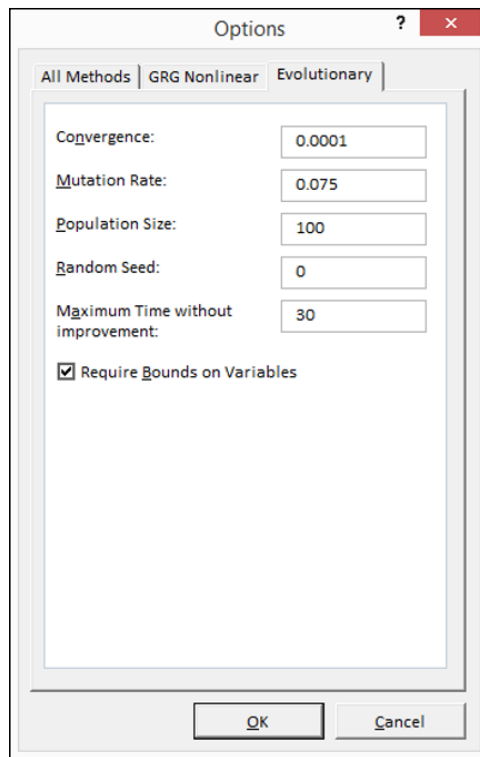 Options ?
All Methods GRG Nonlinear Evolutionary
Convergence: 0.0001
Mutation Rate: 0.075
Population Size: 100
Random Seed: 0
Maximum Time without
improvement: 30
Require Bounds on Variables
OK Cancel